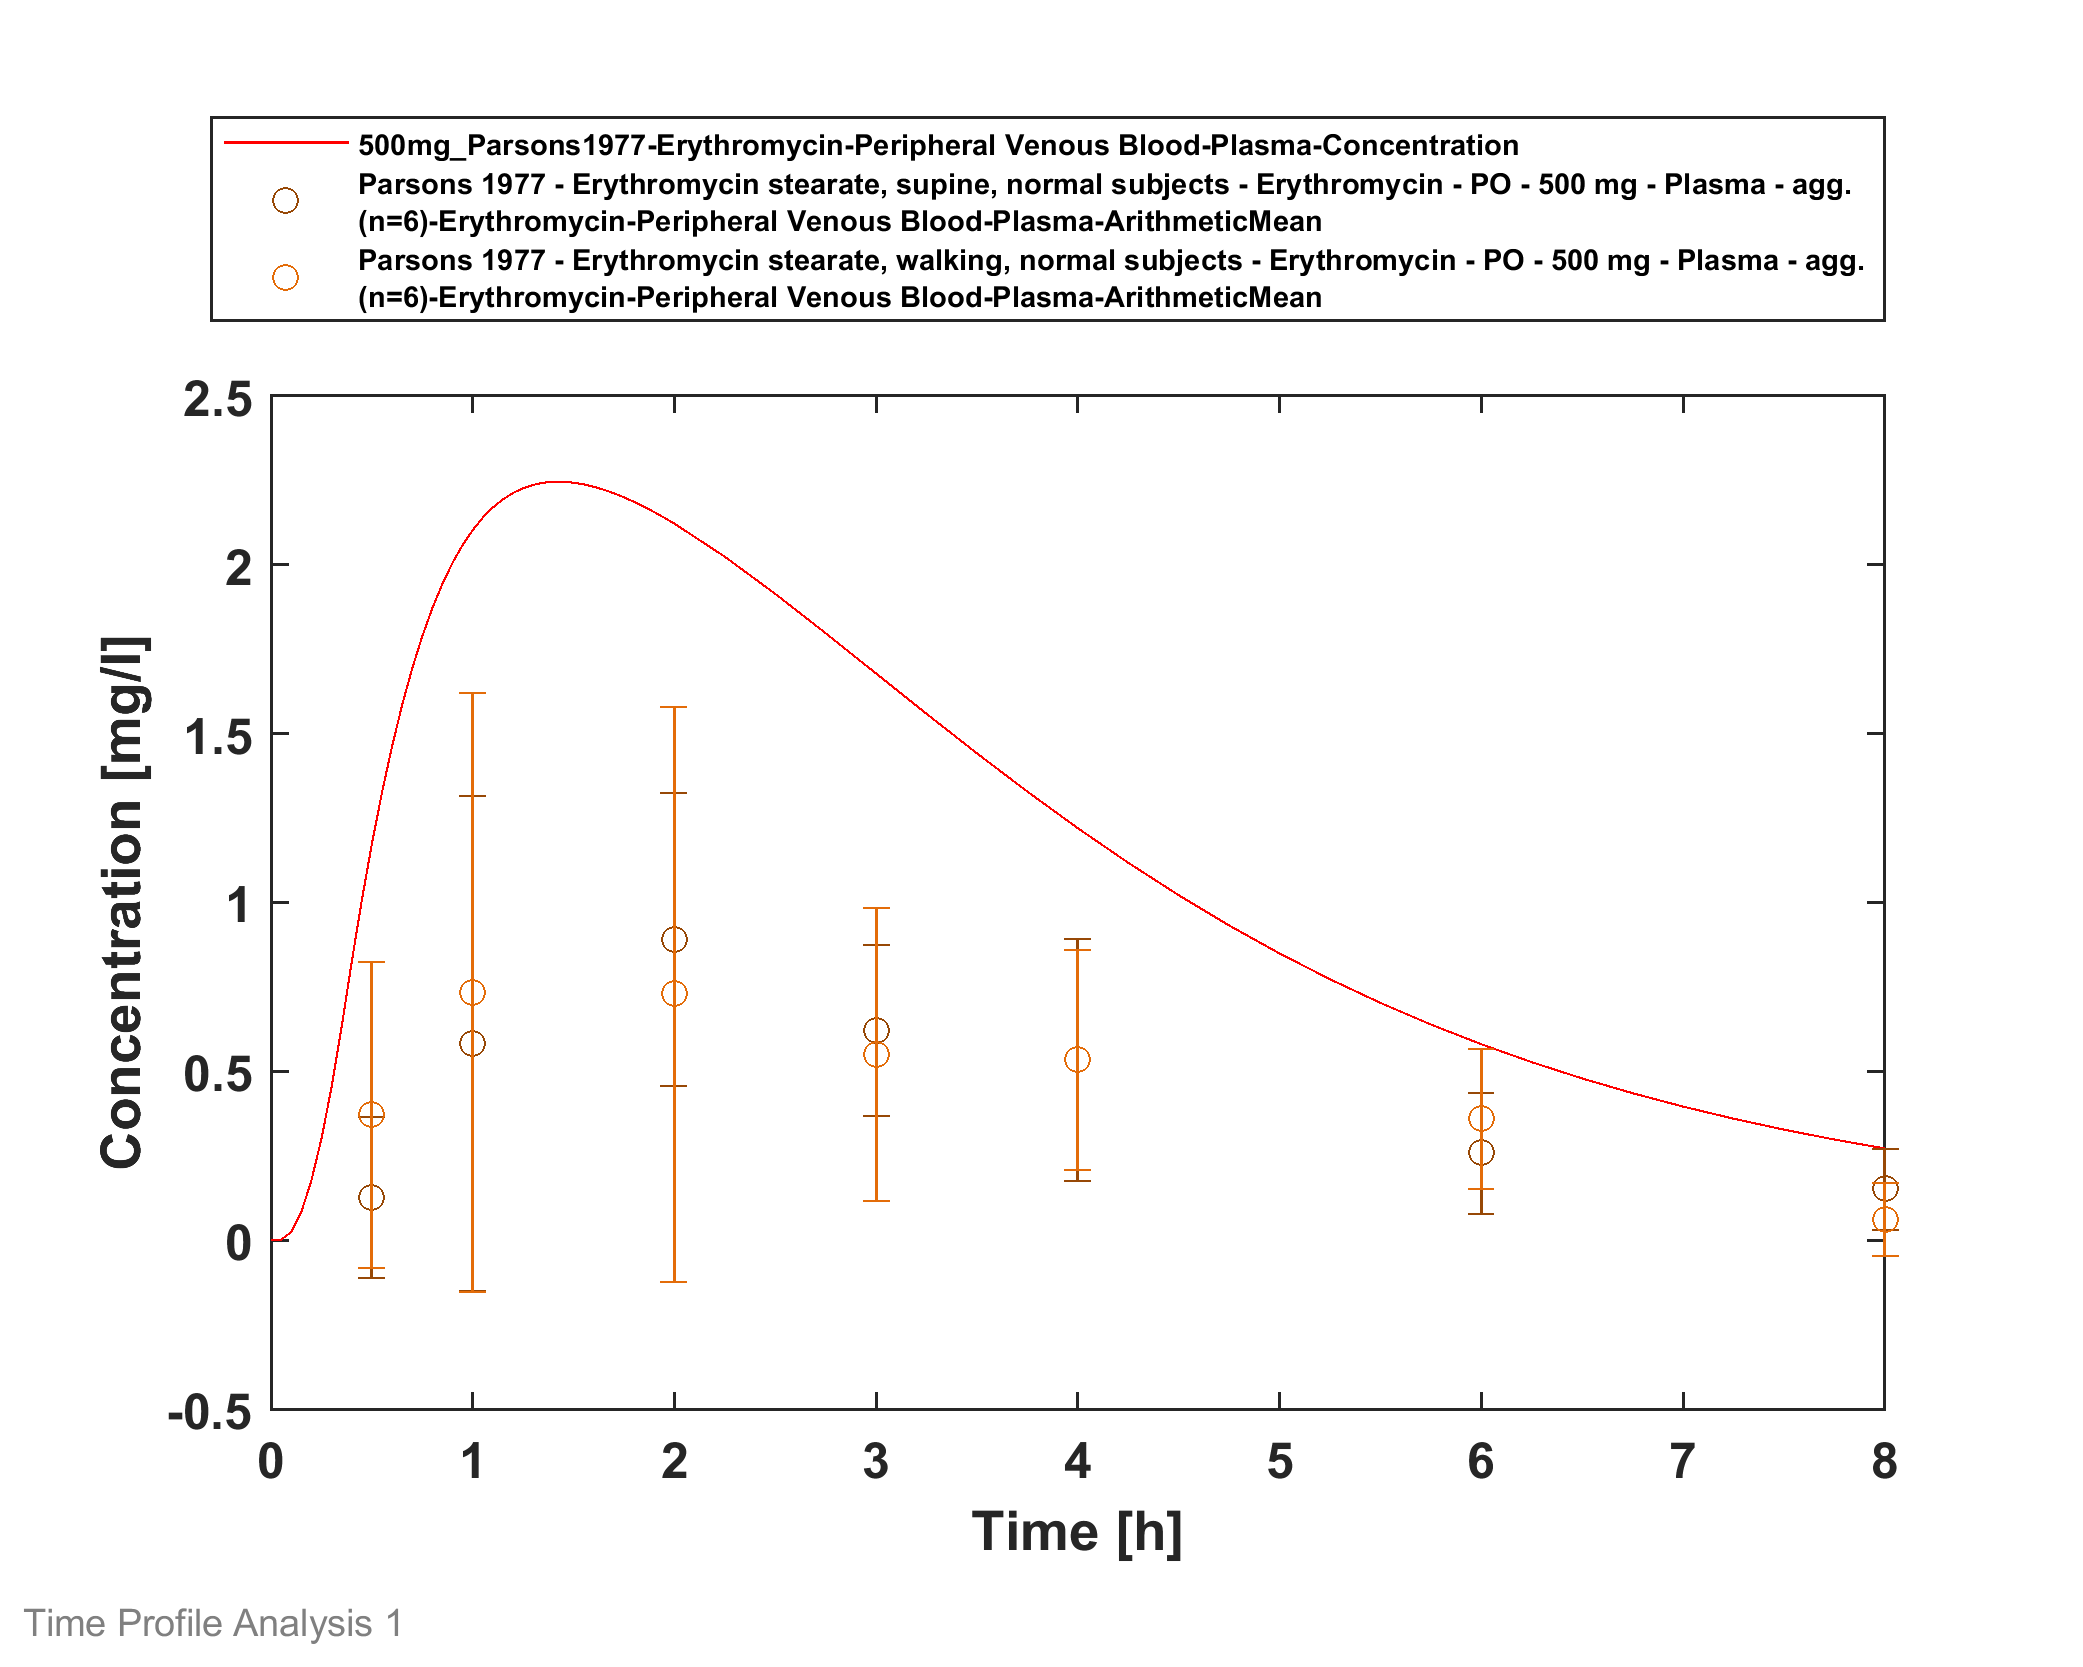 500mg_Parsons1977-Erythromycin-Peripheral Venous Blood-Plasma-Concentration
Parsons 1977 - Erythromycin stearate, supine, normal subjects - Erythromycin - PO - 500 mg - Plasma - agg.
(n=6)-Erythromycin-Peripheral Venous Blood-Plasma-ArithmeticMean
Parsons 1977 - Erythromycin stearate, walking, normal subjects - Erythromycin - PO - 500 mg - Plasma - agg.
(n=6)-Erythromycin-Peripheral Venous Blood-Plasma-ArithmeticMean
2.5
2
1.5
1
0.5
0
-0.5
Concentration [mg/l]
0 1 2 3 4 5 6 7 8
Time [h]
Time Profile Analysis 1